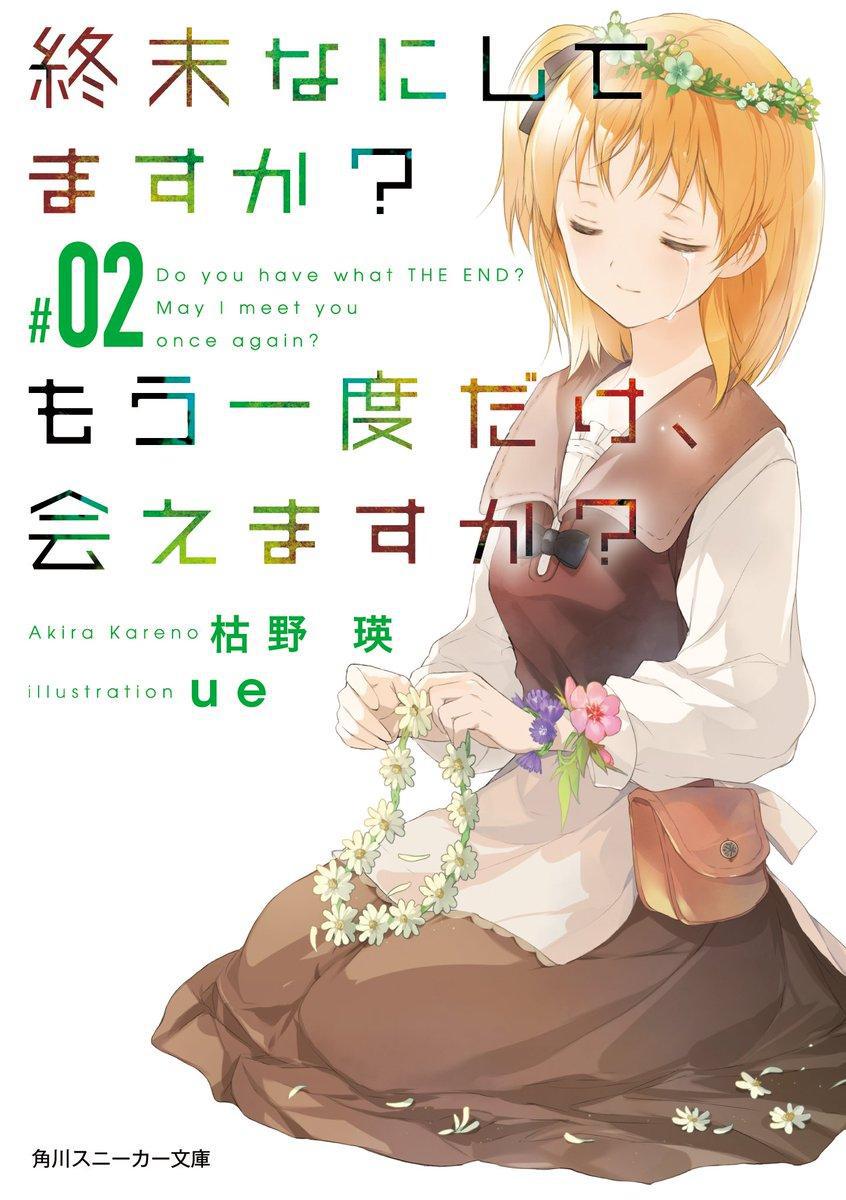 終末なにして
ますか？
#02
Do you have what THE END?
May I meet you
once again?
もう一度だけ、
会えますか？
Akira Kareno 枯野 瑛
illustration ue
角川スニーカー文庫